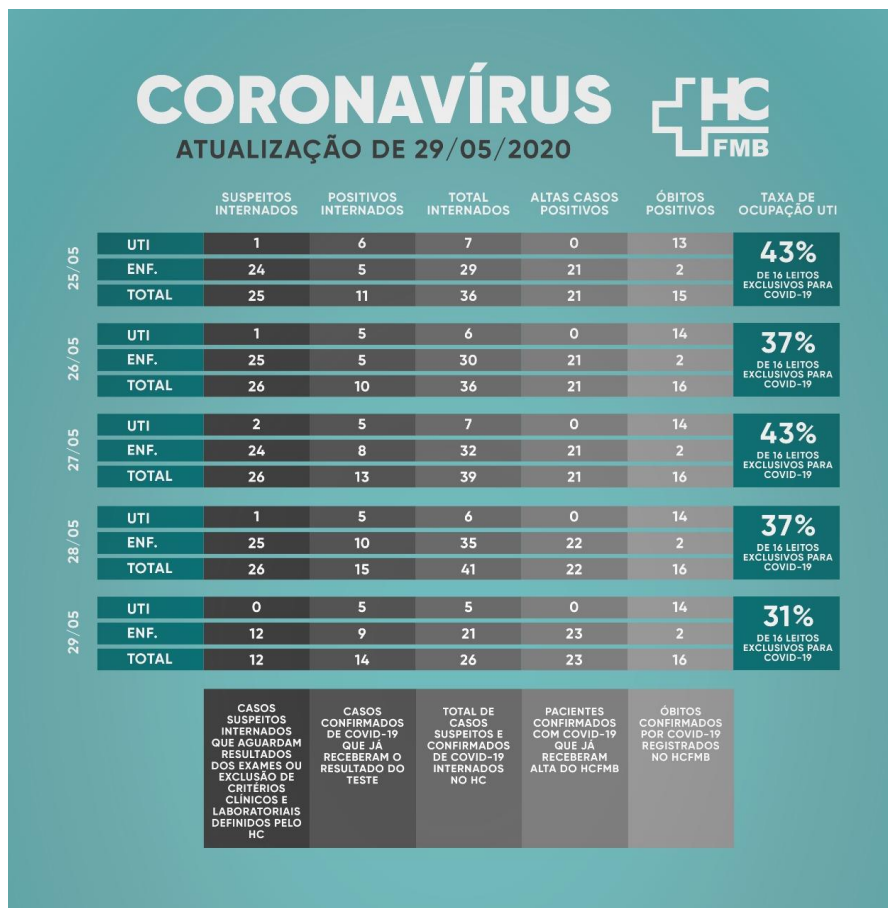 CORONAVÍRUS
ATUALIZAÇÃO DE 29/05/2020
HC
FMB
SUSPEITOS INTERNADOS
POSITIVOS INTERNADOS
TOTAL INTERNADOS
ALTAS CASOS POSITIVOS
ÓBITOS POSITIVOS
TAXA DE OCUPAÇÃO UTI
25/05
UTI 1 6 7 0 13
ENF. 24 5 29 21 2
TOTAL 25 11 36 21 15
43%
DE 16 LEITOS
EXCLUSIVOS PARA
COVID-19
26/05
UTI 1 5 6 0 14
ENF. 25 5 30 21 2
TOTAL 26 10 36 21 16
37%
DE 16 LEITOS
EXCLUSIVOS PARA
COVID-19
27/05
UTI 2 5 7 0 14
ENF. 24 8 32 21 2
TOTAL 26 13 39 21 16
43%
DE 16 LEITOS
EXCLUSIVOS PARA
COVID-19
28/05
UTI 1 5 6 0 14
ENF. 25 10 35 22 2
TOTAL 26 15 41 22 16
37%
DE 16 LEITOS
EXCLUSIVOS PARA
COVID-19
29/05
UTI 0 5 5 0 14
ENF. 12 9 21 23 2
TOTAL 12 14 26 23 16
31%
DE 16 LEITOS
EXCLUSIVOS PARA
COVID-19
CASOS
SUSPEITOS
INTERNADOS
QUE AGUARDAM
RESULTADOS
DOS EXAMES OU
EXCLUSÃO DE
CRITÉRIOS
CLÍNICOS E
LABORATORIAIS
DEFINIDOS PELO
HC
CASOS
CONFIRMADOS
DE COVID-19
QUE JÁ
RECEBERAM O
RESULTADO DO
TESTE
TOTAL DE
CASOS
SUSPEITOS E
CONFIRMADOS
DE COVID-19
INTERNADOS
NO HC
PACIENTES
CONFIRMADOS
COM COVID-19
QUE JÁ
RECEBERAM
ALTA DO HCFMB
ÓBITOS
CONFIRMADOS
POR COVID-19
REGISTRADOS
NO HCFMB